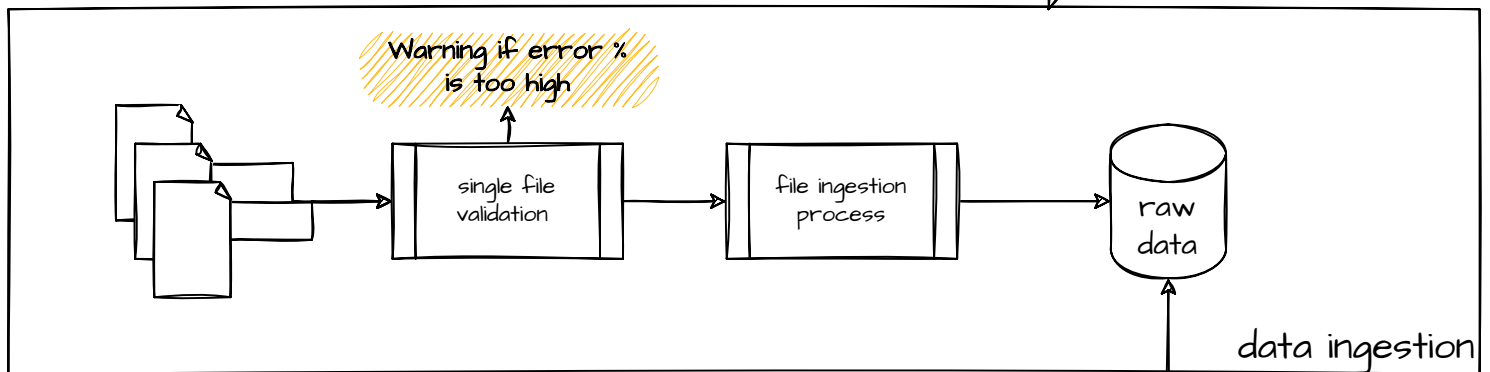 Warning if error %
is too high
single file
validation
file ingestion
process
raw
data
data ingestion